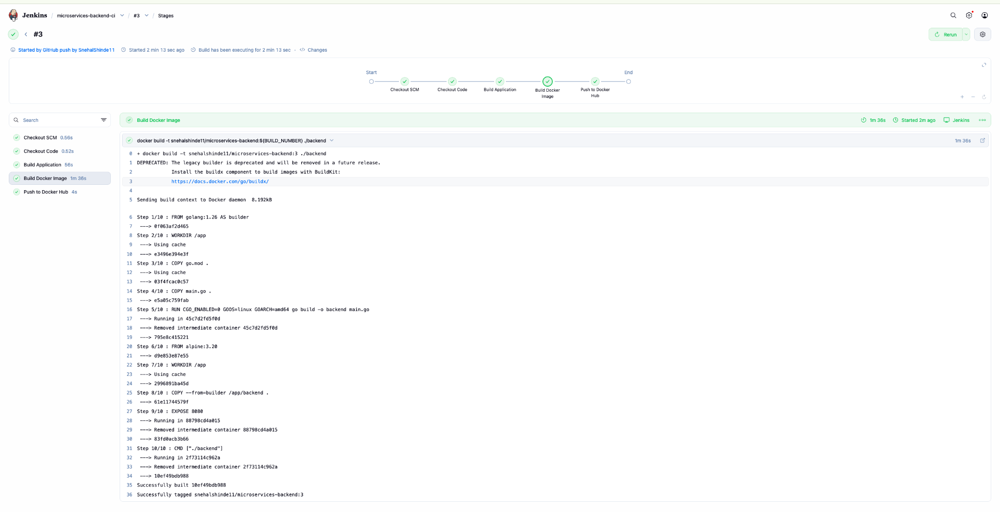 Jenkins / microservices-backend-ci / #3 / Stages
#3
Rerun
Started by GitHub push by SnehalShinde11 Started 2 min 13 sec ago Build has been executing for 2 min 13 sec - </> Changes
Start
End
Checkout SCM
Checkout Code
Build Application
Build Docker
Image
Push to Docker
Hub
Search
Checkout SCM 0.56s
Checkout Code 0.52s
Build Application 56s
Build Docker Image 1m 36s
Push to Docker Hub 4s
Build Docker Image 1m 36s Started 2m ago Jenkins
docker build -t snehalshinde11/microservices-backend:${BUILD_NUMBER} ./backend 1m 36s
0 + docker build -t snehalshinde11/microservices-backend:3 ./backend
1 DEPRECATED: The legacy builder is deprecated and will be removed in a future release.
2 Install the buildx component to build images with BuildKit:
3 https://docs.docker.com/go/buildx/
4
5 Sending build context to Docker daemon 8.192kB
6 Step 1/10 : FROM golang:1.26 AS builder
7 ---> 0f063af2d465
8 Step 2/10 : WORKDIR /app
9 ---> Using cache
10 ---> e3496e394e3f
11 Step 3/10 : COPY go.mod .
12 ---> Using cache
13 ---> 03f4fcac0c57
14 Step 4/10 : COPY main.go .
15 ---> e5a05c759fab
16 Step 5/10 : RUN CGO_ENABLED=0 GOOS=linux GOARCH=amd64 go build -o backend main.go
17 ---> Running in 45c7d2fd5f0d
18 ---> Removed intermediate container 45c7d2fd5f0d
19 ---> 795e8c415221
20 Step 6/10 : FROM alpine:3.20
21 ---> d9e853e87e55
22 Step 7/10 : WORKDIR /app
23 ---> Using cache
24 ---> 2996891ba45d
25 Step 8/10 : COPY --from=builder /app/backend .
26 ---> 61e11744579f
27 Step 9/10 : EXPOSE 8080
28 ---> Running in 88798cd4a015
29 ---> Removed intermediate container 88798cd4a015
30 ---> 83fd0acb3b66
31 Step 10/10 : CMD ["./backend"]
32 ---> Running in 2f73114c962a
33 ---> Removed intermediate container 2f73114c962a
34 ---> 10ef49bdb988
35 Successfully built 10ef49bdb988
36 Successfully tagged snehalshinde11/microservices-backend:3